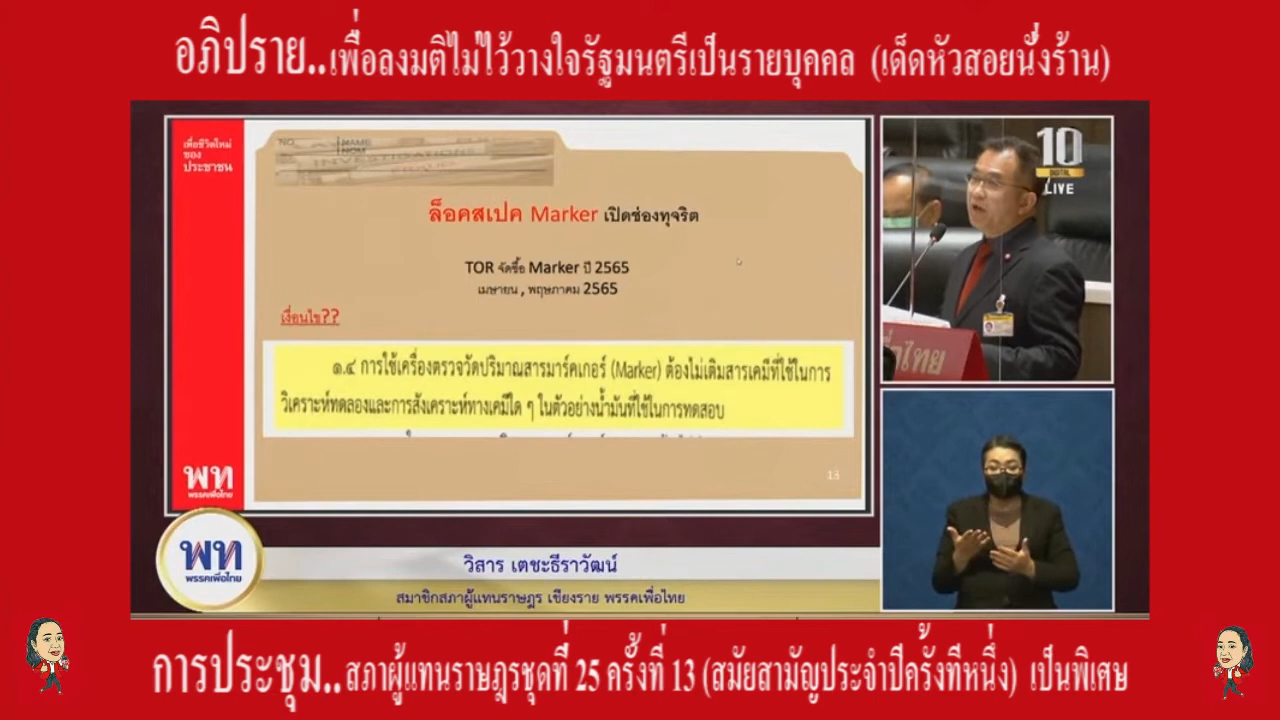 อภิปราย..เพื่อลงมติไม่ไว้วางใจรัฐมนตรีเป็นรายบุคคล (เด็ดหัวสอยนั่งร้าน)
เพื่อชีวิตใหม่
ของ
ประชาชน
NO.
NAME
NOM
INVESTIGATIONS
ล็อคสเปค Marker เปิดช่องทุจริต
TOR จัดซื้อ Marker ปี 2565
เมษายน , พฤษภาคม 2565
เงื่อนไข??
๑.๔ การใช้เครื่องตรวจวัดปริมาณสารมาร์คเกอร์ (Marker) ต้องไม่เติมสารเคมีที่ใช้ในการ
วิเคราะห์ทดลองและการสังเคราะห์ทางเคมีใด ๆ ในตัวอย่างน้ำมันที่ใช้ในการทดสอบ
13
พท
พรรคเพื่อไทย
10
DIGITAL
LIVE
เพื่อไทย
พท
พรรคเพื่อไทย
วิสาร เตชะธีราวัฒน์
สมาชิกสภาผู้แทนราษฎร เชียงราย พรรคเพื่อไทย
การประชุม..สภาผู้แทนราษฎรชุดที่ 25 ครั้งที่ 13 (สมัยสามัญประจำปีครั้งที่หนึ่ง) เป็นพิเศษ